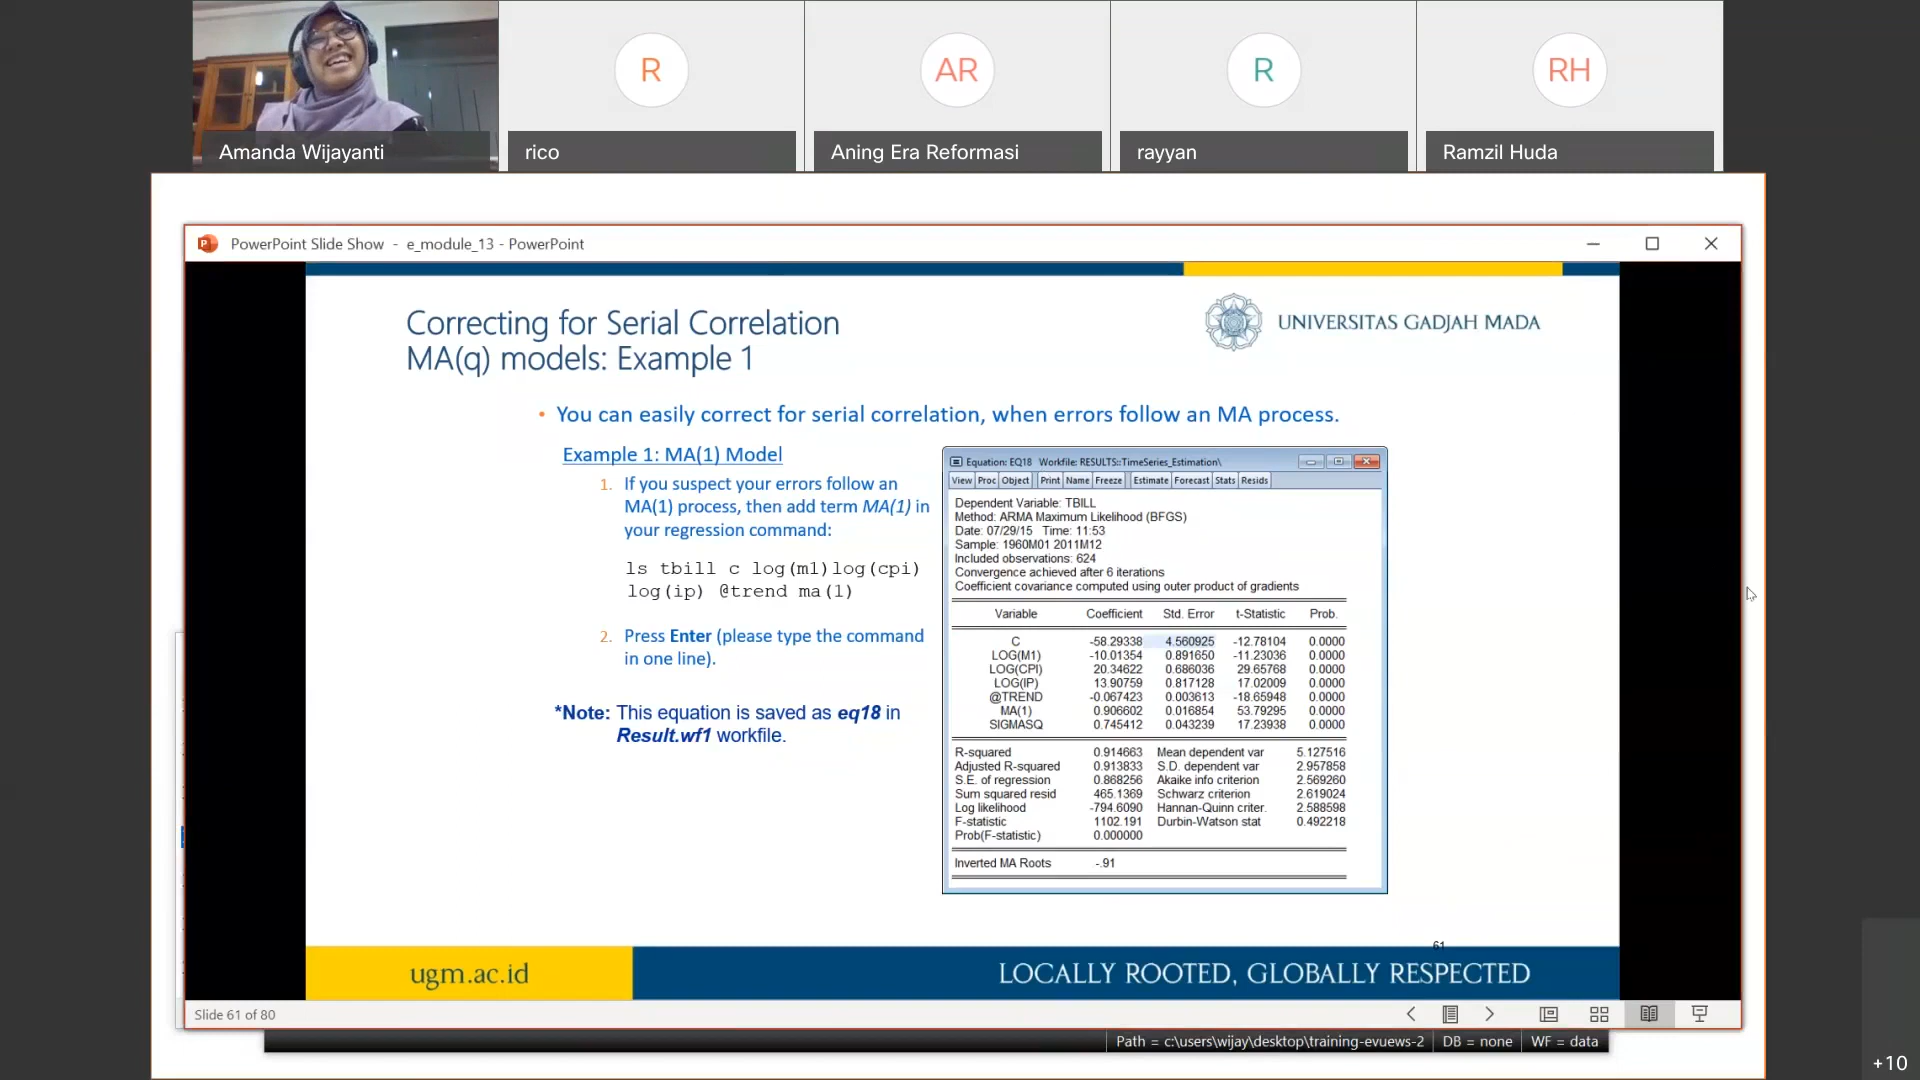 R
AR
R
RH
Amanda Wijayanti
rico
Aning Era Reformasi
rayyan
Ramzil Huda
PowerPoint Slide Show - e_module_13 - PowerPoint
Correcting for Serial Correlation
MA(q) models: Example 1
UNIVERSITAS GADJAH MADA
• You can easily correct for serial correlation, when errors follow an MA process.
Example 1: MA(1) Model
1. If you suspect your errors follow an
MA(1) process, then add term MA(1) in
your regression command:
ls tbill c log(m1)log(cpi)
log(ip) @trend ma(1)
2. Press Enter (please type the command
in one line).
*Note: This equation is saved as eq18 in
Result.wf1 workfile.
Equation: EQ18 Workfile: RESULTS::TimeSeries_Estimation\
View Proc Object Print Name Freeze Estimate Forecast Stats Resids
Dependent Variable: TBILL
Method: ARMA Maximum Likelihood (BFGS)
Date: 07/29/15 Time: 11:53
Sample: 1960M01 2011M12
Included observations: 624
Convergence achieved after 6 iterations
Coefficient covariance computed using outer product of gradients
Variable Coefficient Std. Error t-Statistic Prob.
C -58.29338 4.560925 -12.78104 0.0000
LOG(M1) -10.01354 0.891650 -11.23036 0.0000
LOG(CPI) 20.34622 0.686036 29.65768 0.0000
LOG(IP) 13.90759 0.817128 17.02009 0.0000
@TREND -0.067423 0.003613 -18.65948 0.0000
MA(1) 0.906602 0.016854 53.79295 0.0000
SIGMASQ 0.745412 0.043239 17.23938 0.0000
R-squared 0.914663 Mean dependent var 5.127516
Adjusted R-squared 0.913833 S.D. dependent var 2.957858
S.E. of regression 0.868256 Akaike info criterion 2.569260
Sum squared resid 465.1369 Schwarz criterion 2.619024
Log likelihood -794.6090 Hannan-Quinn criter. 2.588598
F-statistic 1102.191 Durbin-Watson stat 0.492218
Prob(F-statistic) 0.000000
Inverted MA Roots -.91
61
ugm.ac.id
LOCALLY ROOTED, GLOBALLY RESPECTED
Slide 61 of 80
Path = c:\users\wijay\desktop\training-evuews-2 DB = none WF = data
+10